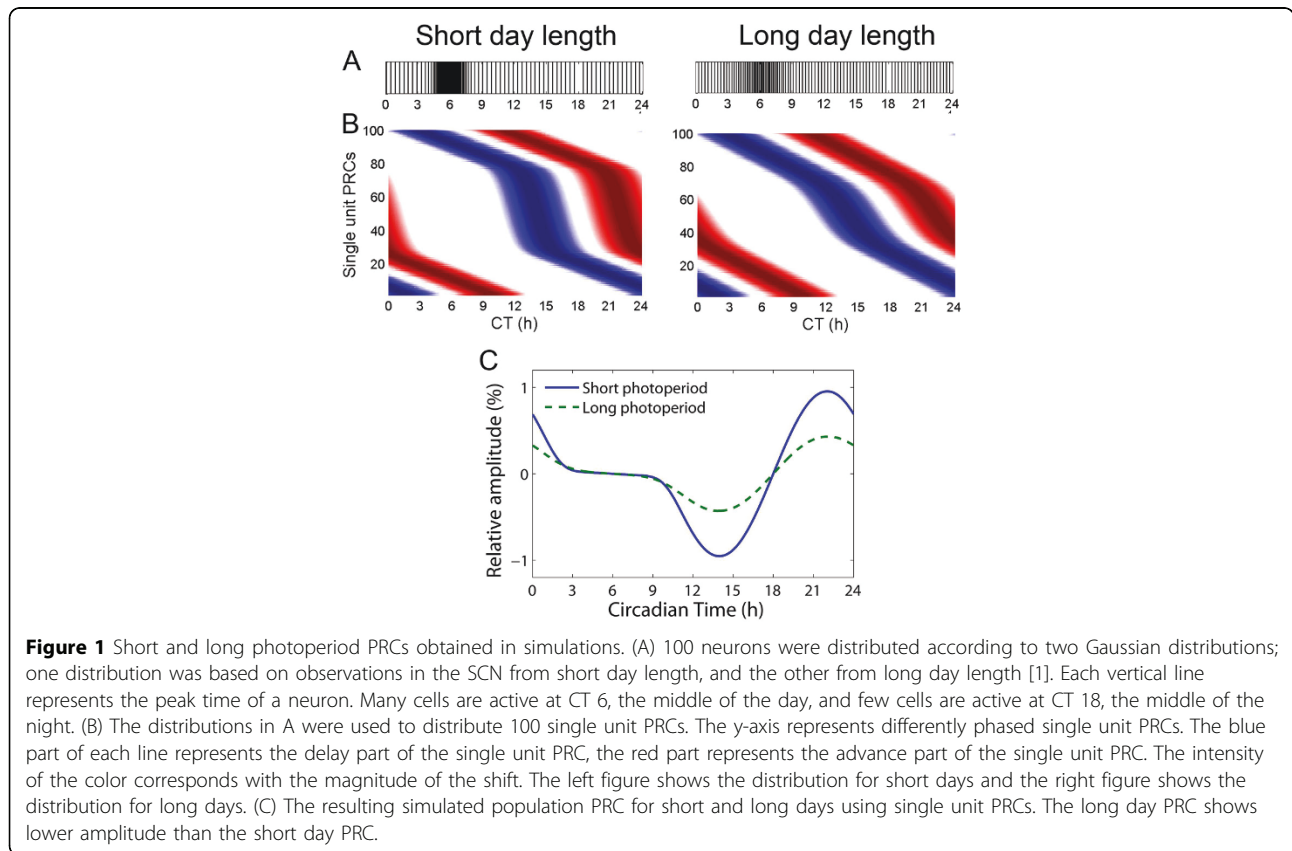 Short day length
Long day length
A
0 3 6 9 12 15 18 21 24
0 3 6 9 12 15 18 21 24
B
Single unit PRCs
100
80
60
40
20
0 3 6 9 12 15 18 21 24
CT (h)
100
80
60
40
20
0 3 6 9 12 15 18 21 24
CT (h)
C
Relative amplitude (%)
1
0
−1
Short photoperiod
Long photoperiod
0 3 6 9 12 15 18 21 24
Circadian Time (h)
Figure 1 Short and long photoperiod PRCs obtained in simulations. (A) 100 neurons were distributed according to two Gaussian distributions;
one distribution was based on observations in the SCN from short day length, and the other from long day length [1]. Each vertical line
represents the peak time of a neuron. Many cells are active at CT 6, the middle of the day, and few cells are active at CT 18, the middle of the
night. (B) The distributions in A were used to distribute 100 single unit PRCs. The y-axis represents differently phased single unit PRCs. The blue
part of each line represents the delay part of the single unit PRC, the red part represents the advance part of the single unit PRC. The intensity
of the color corresponds with the magnitude of the shift. The left figure shows the distribution for short days and the right figure shows the
distribution for long days. (C) The resulting simulated population PRC for short and long days using single unit PRCs. The long day PRC shows
lower amplitude than the short day PRC.